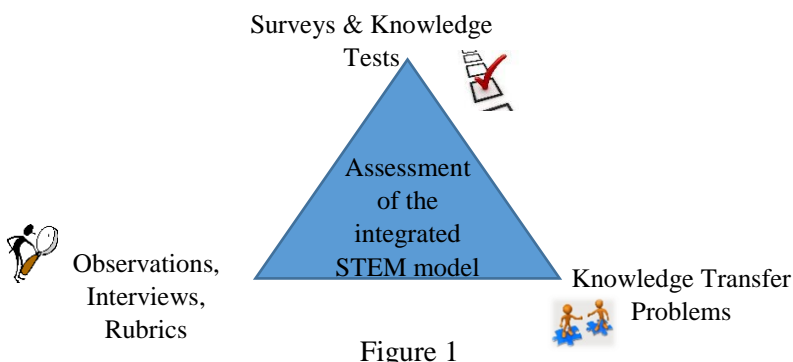 Surveys & Knowledge
Tests
Assessment
of the
integrated
STEM model
Observations,
Interviews,
Rubrics
Knowledge Transfer
Problems
Figure 1